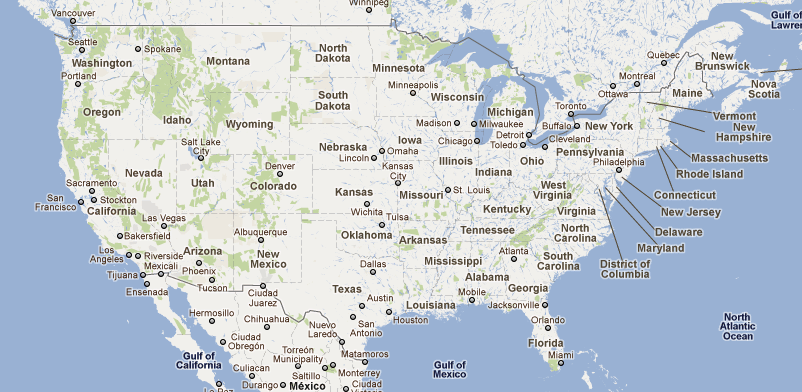 Vancouver
Winnipeg
Gulf of
Lawren
Québec
New
Brunswick
Seattle
Spokane
Washington
Montana
North
Dakota
Minnesota
Montréal
Ottawa
Maine
Nova
Scotia
Portland
Minneapolis
Wisconsin
South
Dakota
Michigan
Toronto
Vermont
New
Hampshire
Oregon
Idaho
Wyoming
Madison
Milwaukee
Detroit
Buffalo
New York
Salt Lake
City
Nebraska
Iowa
Omaha
Lincoln
Chicago
Toledo
Cleveland
Pennsylvania
Philadelphia
Massachusetts
Rhode Island
Nevada
Utah
Denver
Colorado
Kansas
City
Illinois
Indiana
Ohio
Sacramento
Stockton
San
Francisco
California
Kansas
Missouri
St Louis
West
Virginia
Virginia
Connecticut
New Jersey
Las Vegas
Wichita
Tulsa
Kentucky
Delaware
Maryland
Bakersfield
Albuquerque
Oklahoma
Arkansas
Tennessee
North
Carolina
Los
Angeles
Riverside
Arizona
New
Mexico
Dallas
Mississippi
Atlanta
South
Carolina
District of
Columbia
Tijuana
Mexicali
Phoenix
Tucson
Ensenada
Ciudad
Juarez
Texas
Austin
Alabama
Georgia
Mobile
Louisiana
Jacksonville
Hermosillo
Chihuahua
San
Antonio
Houston
Orlando
North
Atlantic
Ocean
Ciudad
Obregón
Nuevo
Laredo
Florida
Gulf of
California
Torreón
Municipality
Matamoros
Gulf of
Mexico
Miami
Culiacan
Saltillo
Monterrey
La Paz
Durango
México
Ciudad